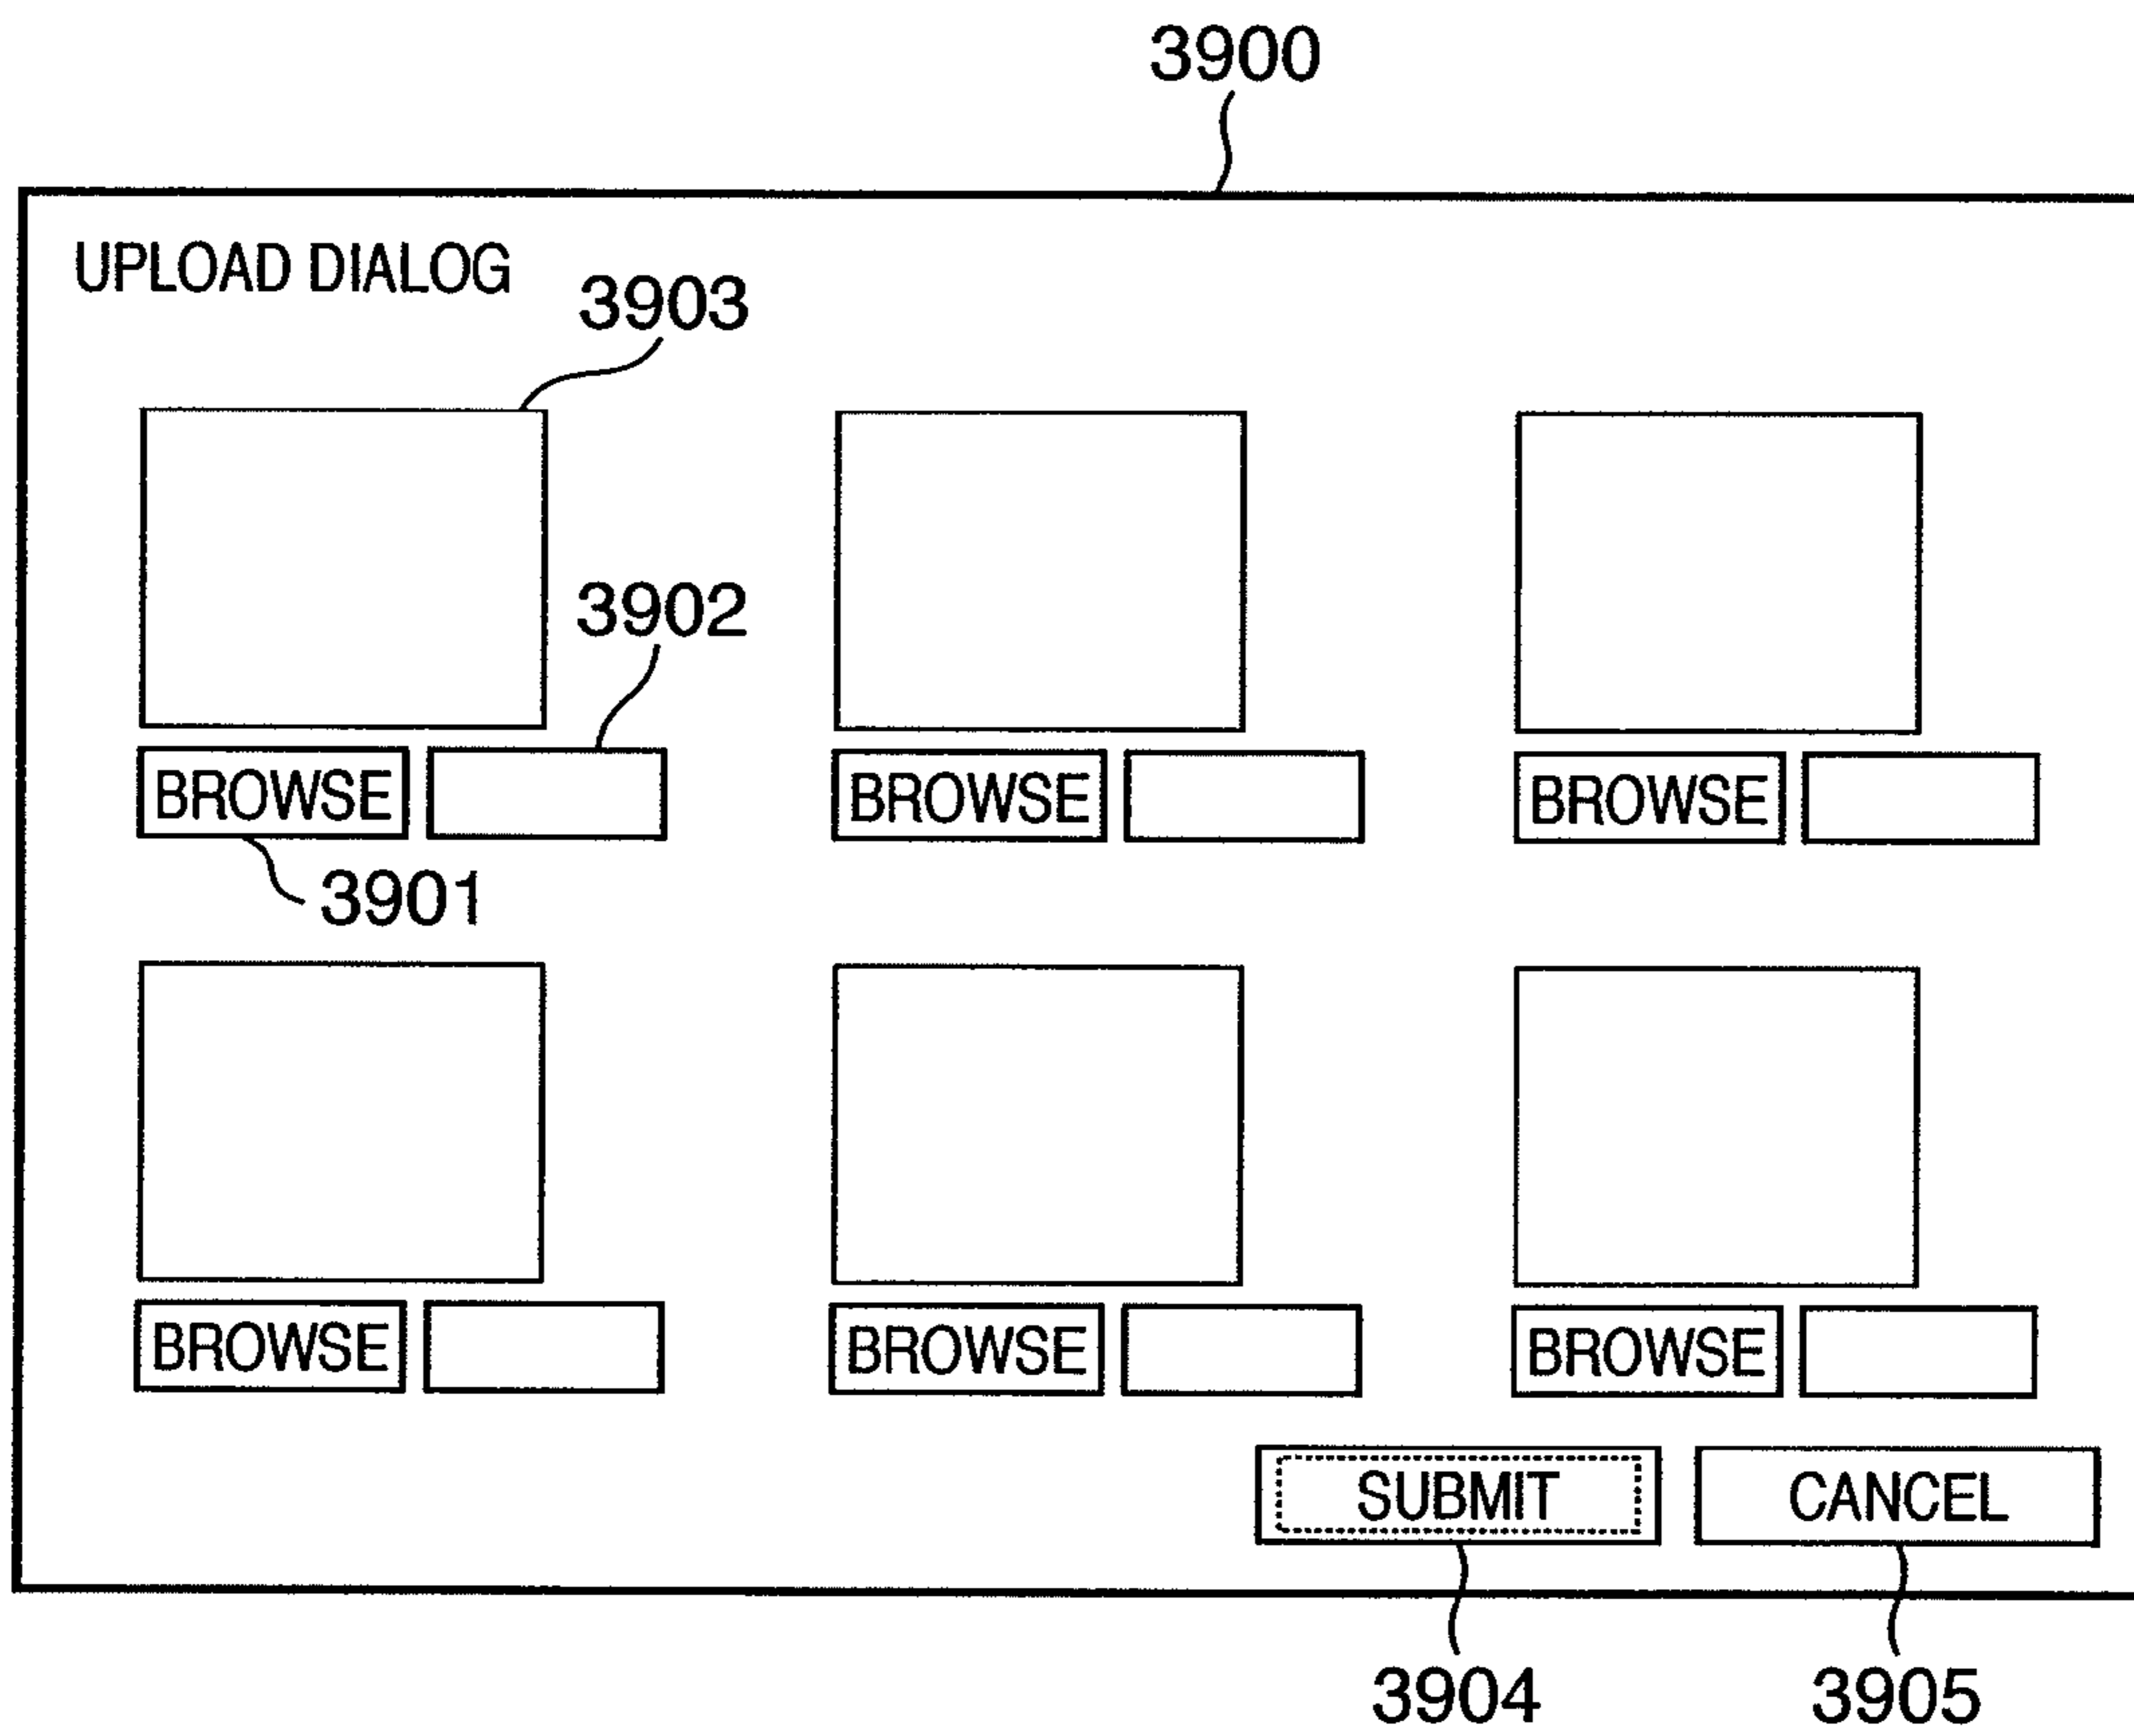 3900
UPLOAD DIALOG
3903
3902
BROWSE BROWSE BROWSE
3901
BROWSE BROWSE BROWSE
SUBMIT CANCEL
3904 3905